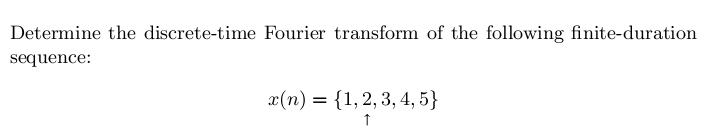 Determine the discrete-time Fourier transform of the following finite-duration
sequence:
x(n) = {1, 2, 3, 4, 5}
↑